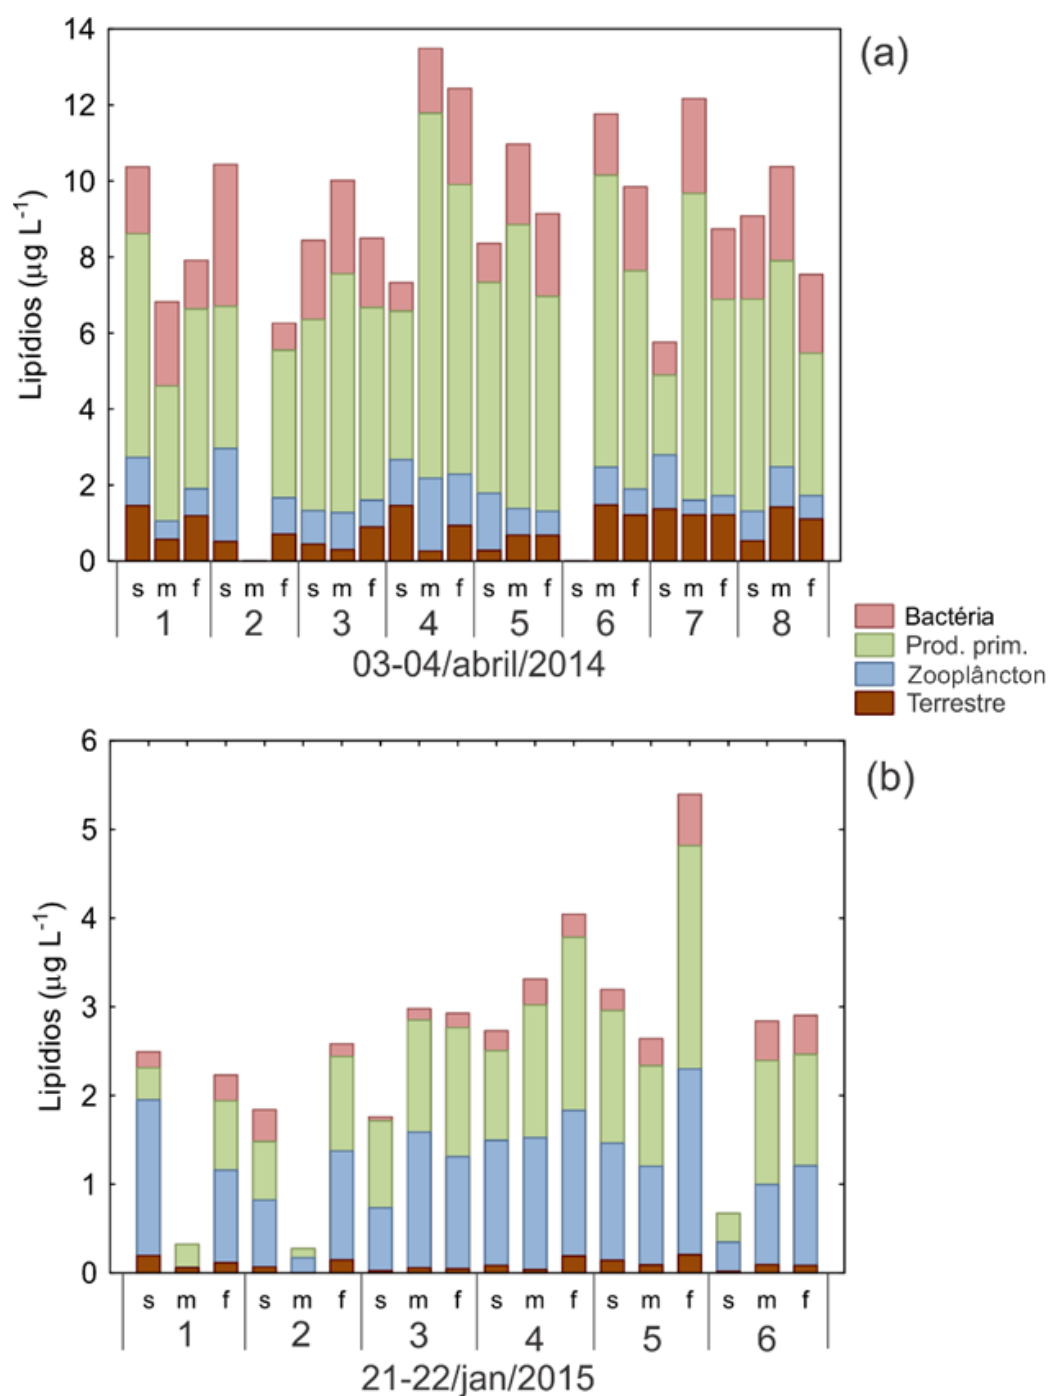 (a)
Lipídios (µg L⁻¹)
14
12
10
8
6
4
2
0
s m f s m f s m f s m f s m f s m f s m f s m f
1 2 3 4 5 6 7 8
03-04/abril/2014
Bactéria
Prod. prim.
Zooplâncton
Terrestre
(b)
Lipídios (µg L⁻¹)
6
5
4
3
2
1
0
s m f s m f s m f s m f s m f s m f
1 2 3 4 5 6
21-22/jan/2015